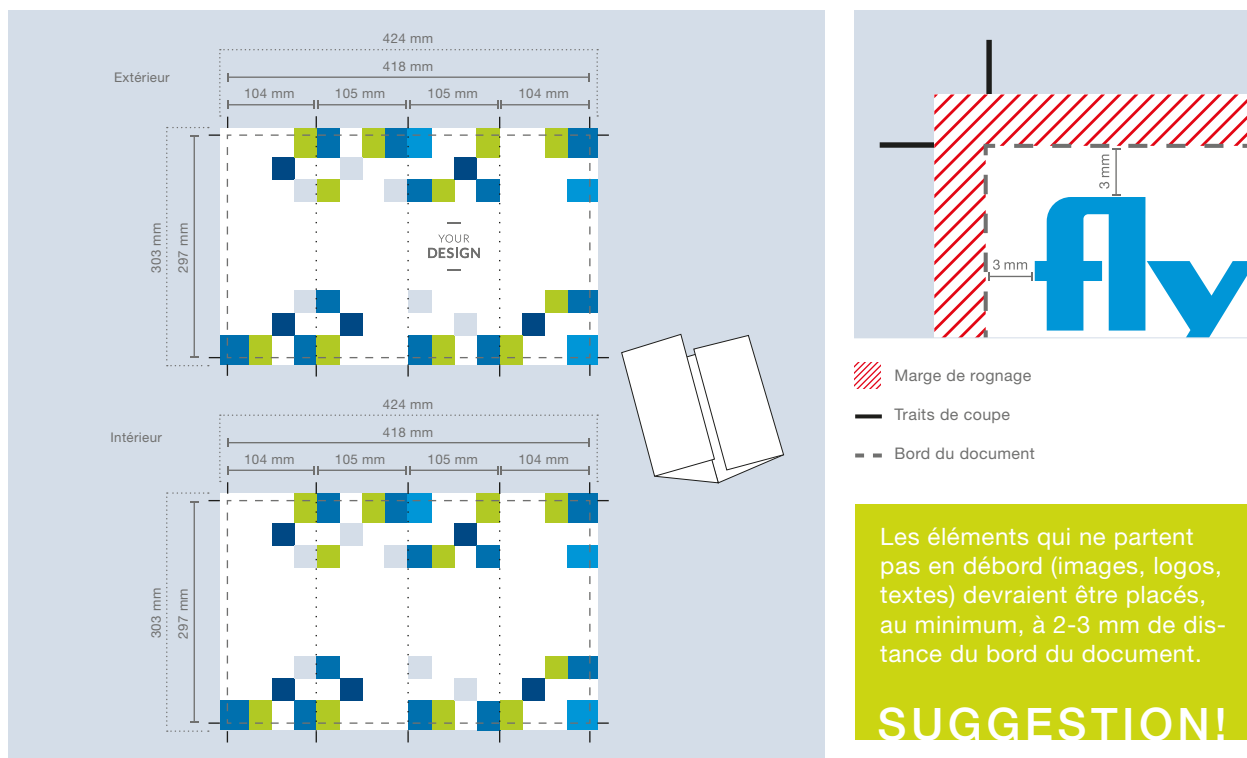 424 mm
418 mm
Extérieur
104 mm 105 mm 105 mm 104 mm
303 mm
297 mm
YOUR
DESIGN
424 mm
418 mm
Intérieur
104 mm 105 mm 105 mm 104 mm
303 mm
297 mm
3 mm
3 mm
fly
Marge de rognage
Traits de coupe
Bord du document
Les éléments qui ne partent
pas en débord (images, logos,
textes) devraient être placés,
au minimum, à 2-3 mm de dis-
tance du bord du document.
SUGGESTION!